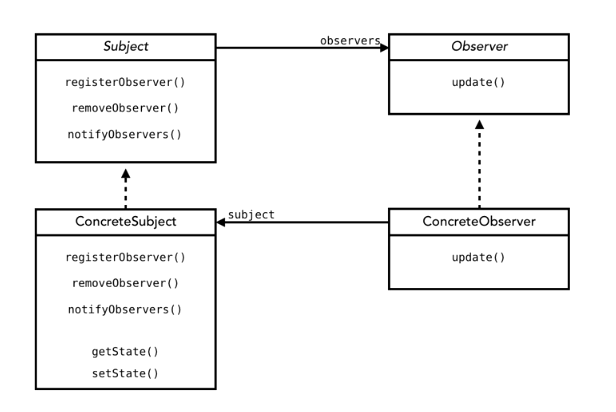 Subject
registerObserver()
removeObserver()
notifyObservers()
observers
Observer
update()
ConcreteSubject
registerObserver()
removeObserver()
notifyObservers()
getState()
setState()
subject
ConcreteObserver
update()